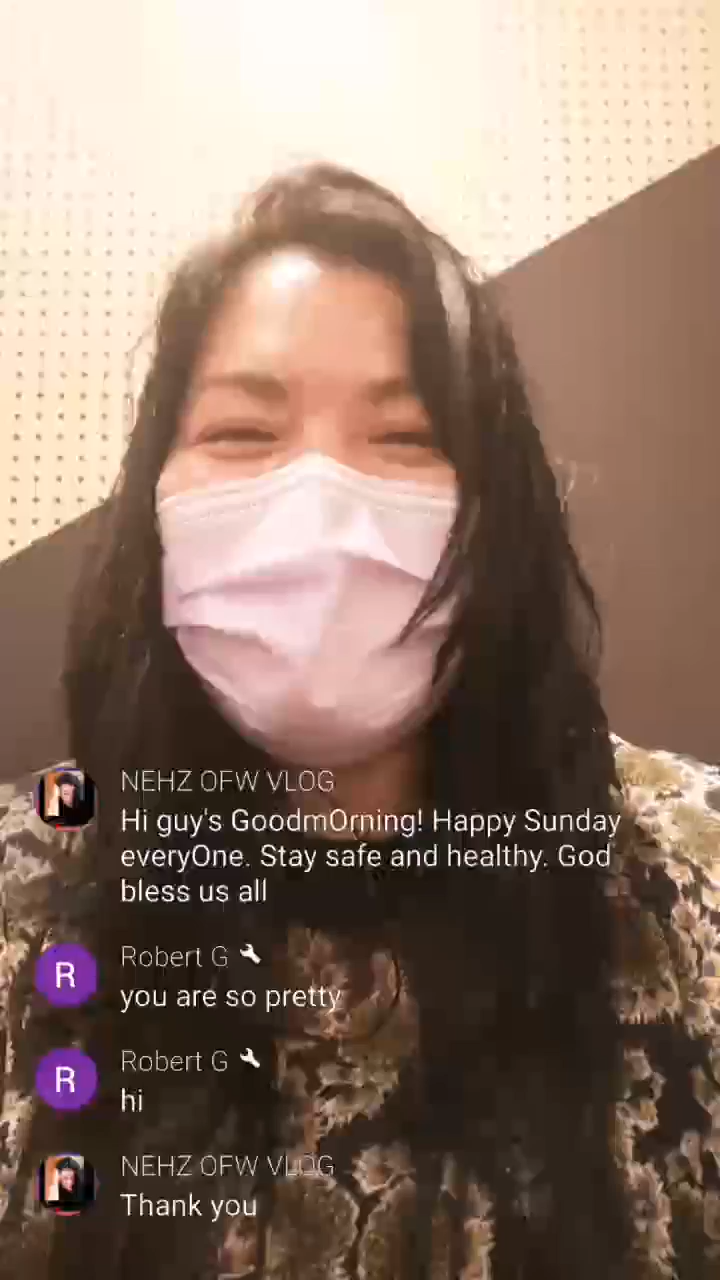 NEHZ OFW VLOG
Hi guy's GoodmOrning! Happy Sunday
everyOne. Stay safe and healthy. God
bless us all
R
Robert G
you are so pretty
R
Robert G
hi
NEHZ OFW VLOG
Thank you